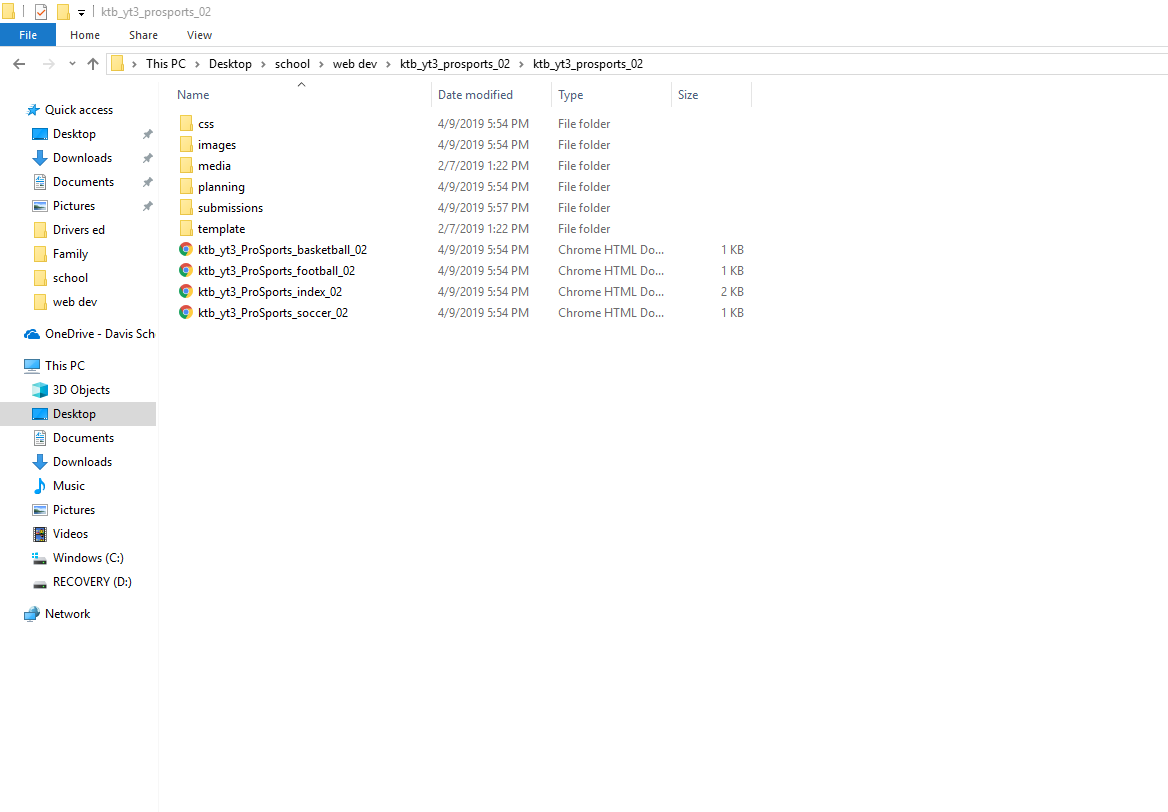 ktb_yt3_prosports_02
File Home Share View
This PC > Desktop > school > web dev > ktb_yt3_prosports_02 > ktb_yt3_prosports_02
Name Date modified Type Size
Quick access
Desktop
Downloads
Documents
Pictures
Drivers ed
Family
school
web dev
OneDrive - Davis Sch
This PC
3D Objects
Desktop
Documents
Downloads
Music
Pictures
Videos
Windows (C:)
RECOVERY (D:)
Network
css 4/9/2019 5:54 PM File folder
images 4/9/2019 5:54 PM File folder
media 2/7/2019 1:22 PM File folder
planning 4/9/2019 5:54 PM File folder
submissions 4/9/2019 5:57 PM File folder
template 2/7/2019 1:22 PM File folder
ktb_yt3_ProSports_basketball_02 4/9/2019 5:54 PM Chrome HTML Do... 1 KB
ktb_yt3_ProSports_football_02 4/9/2019 5:54 PM Chrome HTML Do... 1 KB
ktb_yt3_ProSports_index_02 4/9/2019 5:54 PM Chrome HTML Do... 2 KB
ktb_yt3_ProSports_soccer_02 4/9/2019 5:54 PM Chrome HTML Do... 1 KB